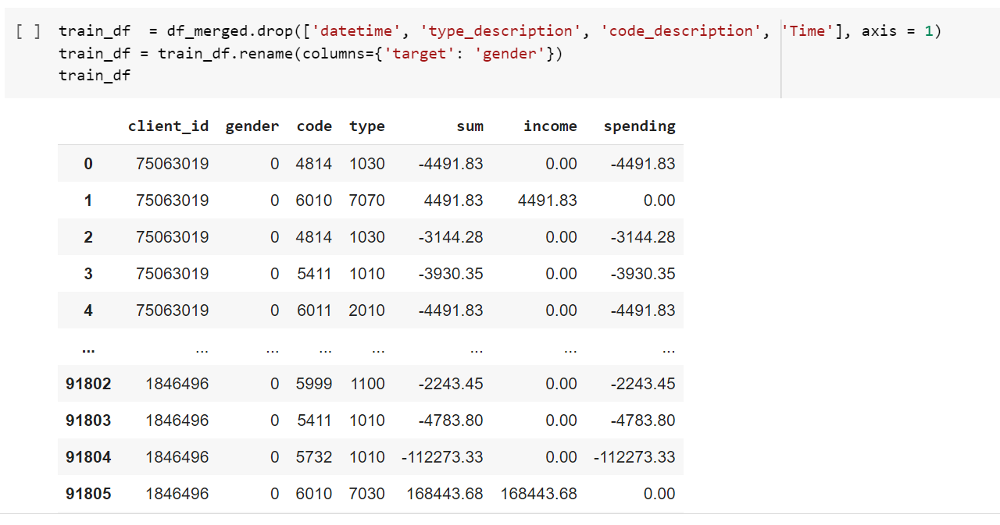 [ ] train_df  = df_merged.drop(['datetime', 'type_description', 'code_description', 'Time'], axis = 1)
train_df = train_df.rename(columns={'target': 'gender'})
train_df
client_id gender code type sum income spending
0 75063019 0 4814 1030 -4491.83 0.00 -4491.83
1 75063019 0 6010 7070 4491.83 4491.83 0.00
2 75063019 0 4814 1030 -3144.28 0.00 -3144.28
3 75063019 0 5411 1010 -3930.35 0.00 -3930.35
4 75063019 0 6011 2010 -4491.83 0.00 -4491.83
... ... ... ... ... ... ... ...
91802 1846496 0 5999 1100 -2243.45 0.00 -2243.45
91803 1846496 0 5411 1010 -4783.80 0.00 -4783.80
91804 1846496 0 5732 1010 -112273.33 0.00 -112273.33
91805 1846496 0 6010 7030 168443.68 168443.68 0.00